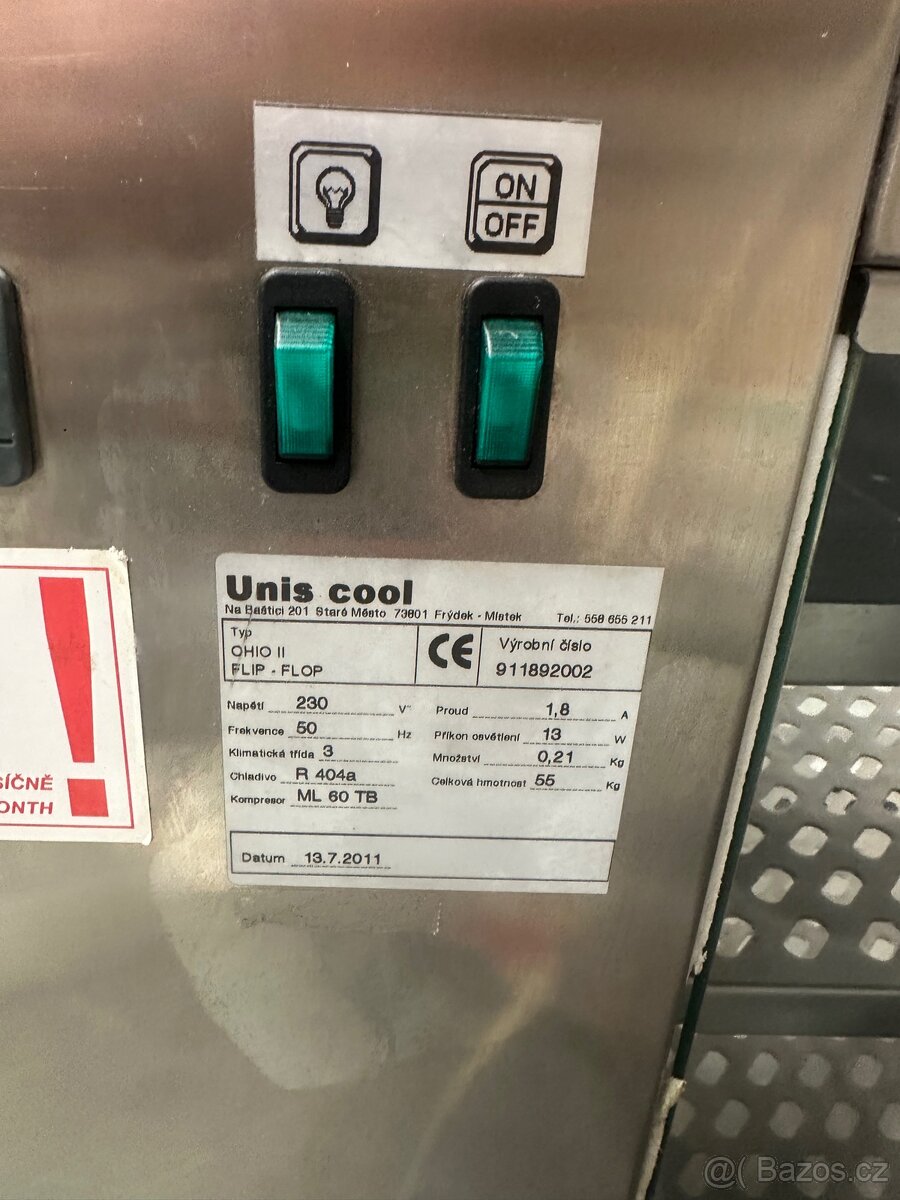 ON
OFF
Unis cool
Na Baštici 201 Staré Město 73801 Frýdek - Místek Tel.: 558 655 211
Typ
OHIO II
FLIP - FLOP
CE
Výrobní číslo
911892002
Napětí 230 V~
Proud 1,8 A
Frekvence 50 Hz
Příkon osvětlení 13 W
Klimatická třída 3
Množství 0,21 Kg
Chladivo R 404a
Celková hmotnost 55 Kg
Kompresor ML 60 TB
Datum 13.7.2011
!
SÍČNĚ
ONTH
@( Bazos.cz